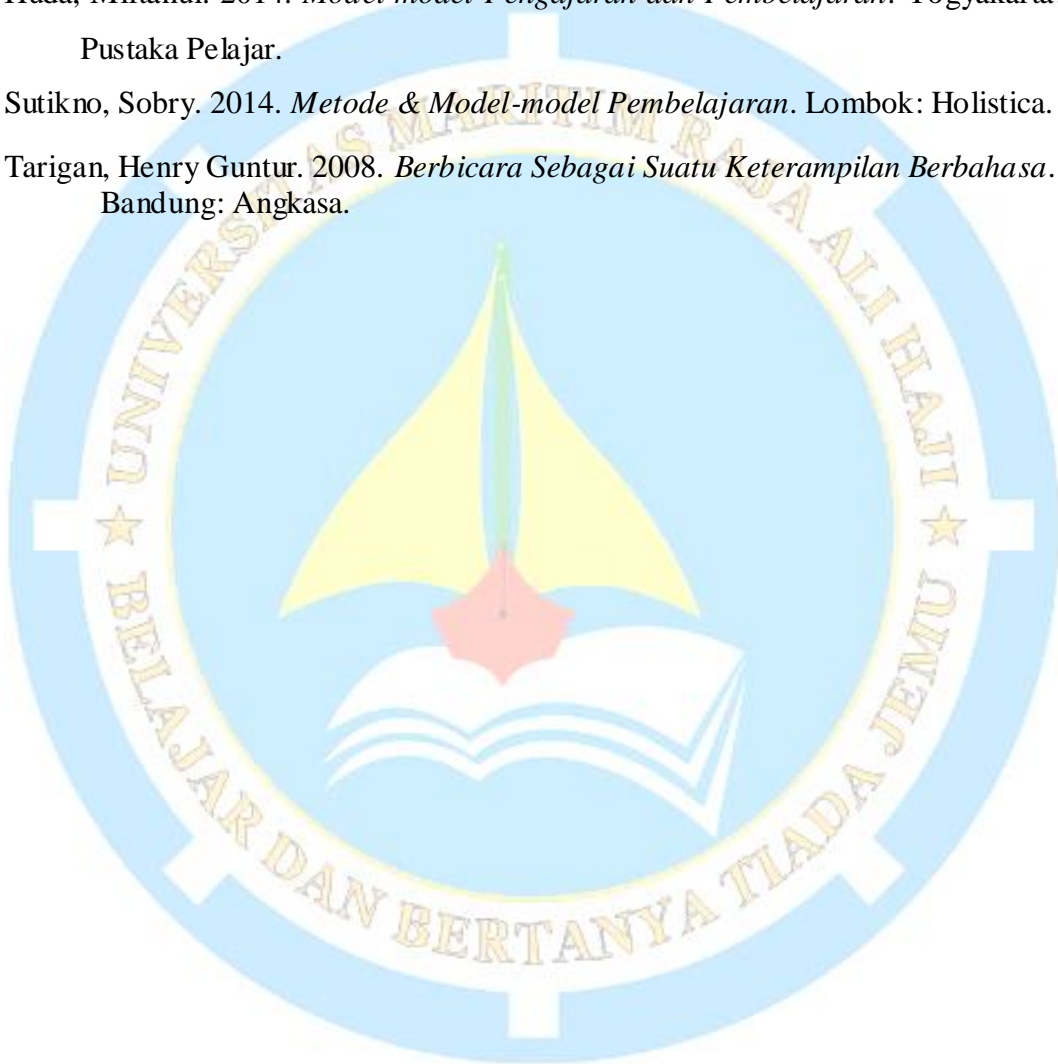 Huda, Miftahul. 2014. Model-model Pengajaran dan Pembelajaran. Yogyakarta:
Pustaka Pelajar.
Sutikno, Sobry. 2014. Metode & Model-model Pembelajaran. Lombok: Holistica.
Tarigan, Henry Guntur. 2008. Berbicara Sebagai Suatu Keterampilan Berbahasa.
Bandung: Angkasa.
UNIVERSITAS MARITIM RAJA ALI HAJI
BELAJAR DAN BERTANYA TIADA JEMU